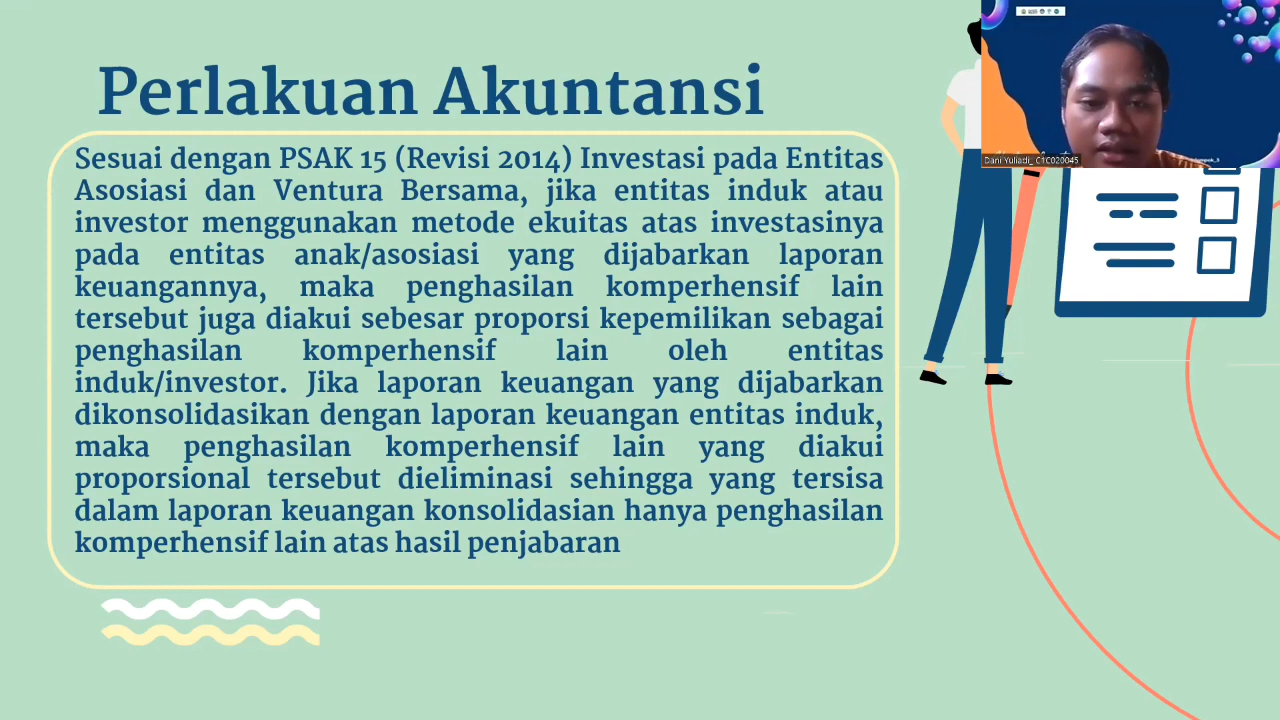 Perlakuan Akuntansi
Sesuai dengan PSAK 15 (Revisi 2014) Investasi pada Entitas
Asosiasi dan Ventura Bersama, jika entitas induk atau
investor menggunakan metode ekuitas atas investasinya
pada entitas anak/asosiasi yang dijabarkan laporan
keuangannya, maka penghasilan komperhensif lain
tersebut juga diakui sebesar proporsi kepemilikan sebagai
penghasilan komperhensif lain oleh entitas
induk/investor. Jika laporan keuangan yang dijabarkan
dikonsolidasikan dengan laporan keuangan entitas induk,
maka penghasilan komperhensif lain yang diakui
proporsional tersebut dieliminasi sehingga yang tersisa
dalam laporan keuangan konsolidasian hanya penghasilan
komperhensif lain atas hasil penjabaran
Dani Yuliadi_ C1C020045